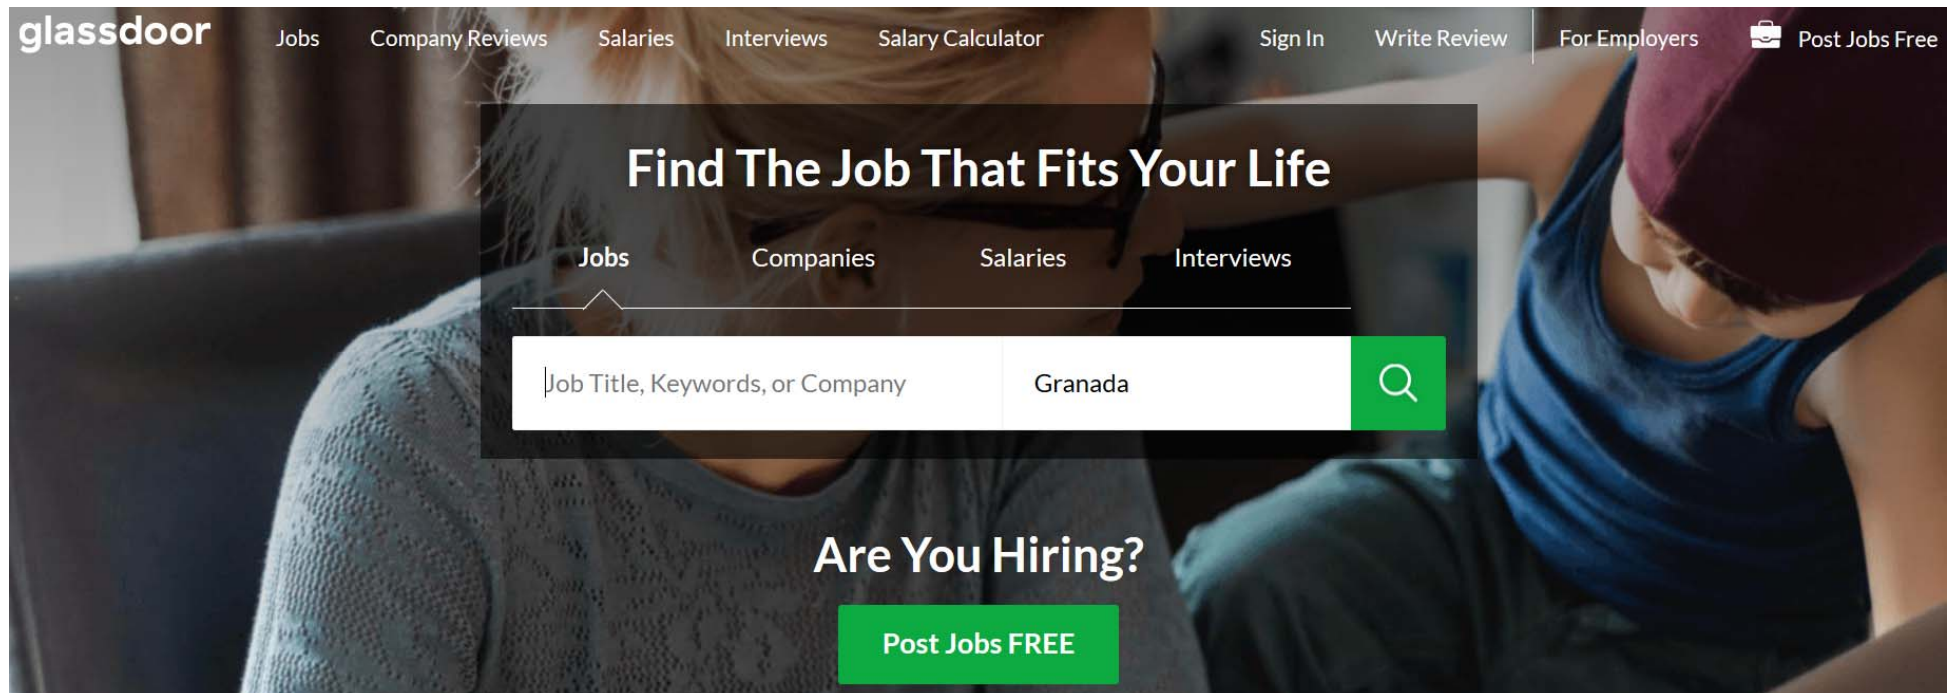 glassdoor Jobs Company Reviews Salaries Interviews Salary Calculator Sign In Write Review For Employers Post Jobs Free
Find The Job That Fits Your Life
Jobs Companies Salaries Interviews
Job Title, Keywords, or Company Granada
Are You Hiring?
Post Jobs FREE